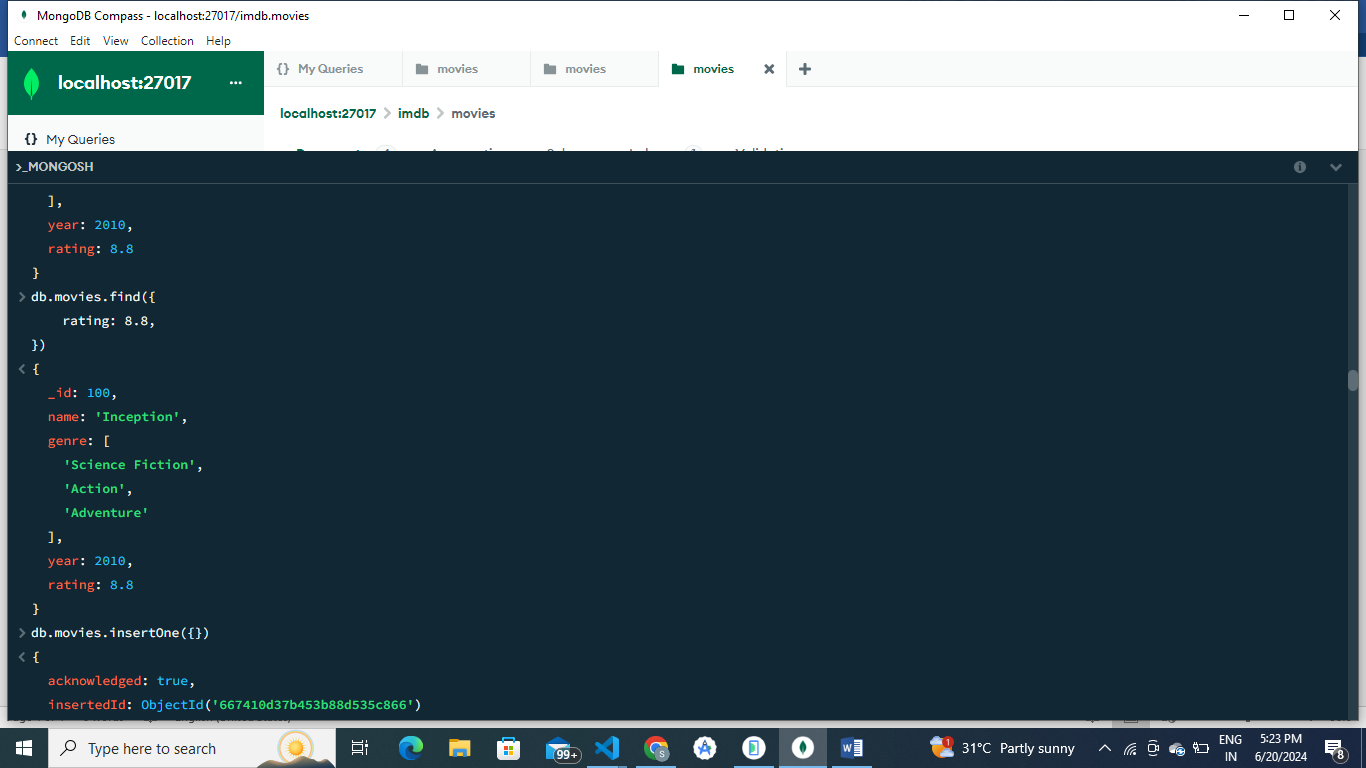 MongoDB Compass - localhost:27017/imdb.movies
Connect Edit View Collection Help
localhost:27017 ...
{} My Queries
movies
movies
movies
localhost:27017 > imdb > movies
{} My Queries
>_MONGOSH
],
year: 2010,
rating: 8.8
}
> db.movies.find({
rating: 8.8,
})
< {
_id: 100,
name: 'Inception',
genre: [
'Science Fiction',
'Action',
'Adventure'
],
year: 2010,
rating: 8.8
}
> db.movies.insertOne({})
< {
acknowledged: true,
insertedId: ObjectId('667410d37b453b88d535c866')
Type here to search
99+
S
1
31°C Partly sunny
ENG
IN
5:23 PM
6/20/2024
8